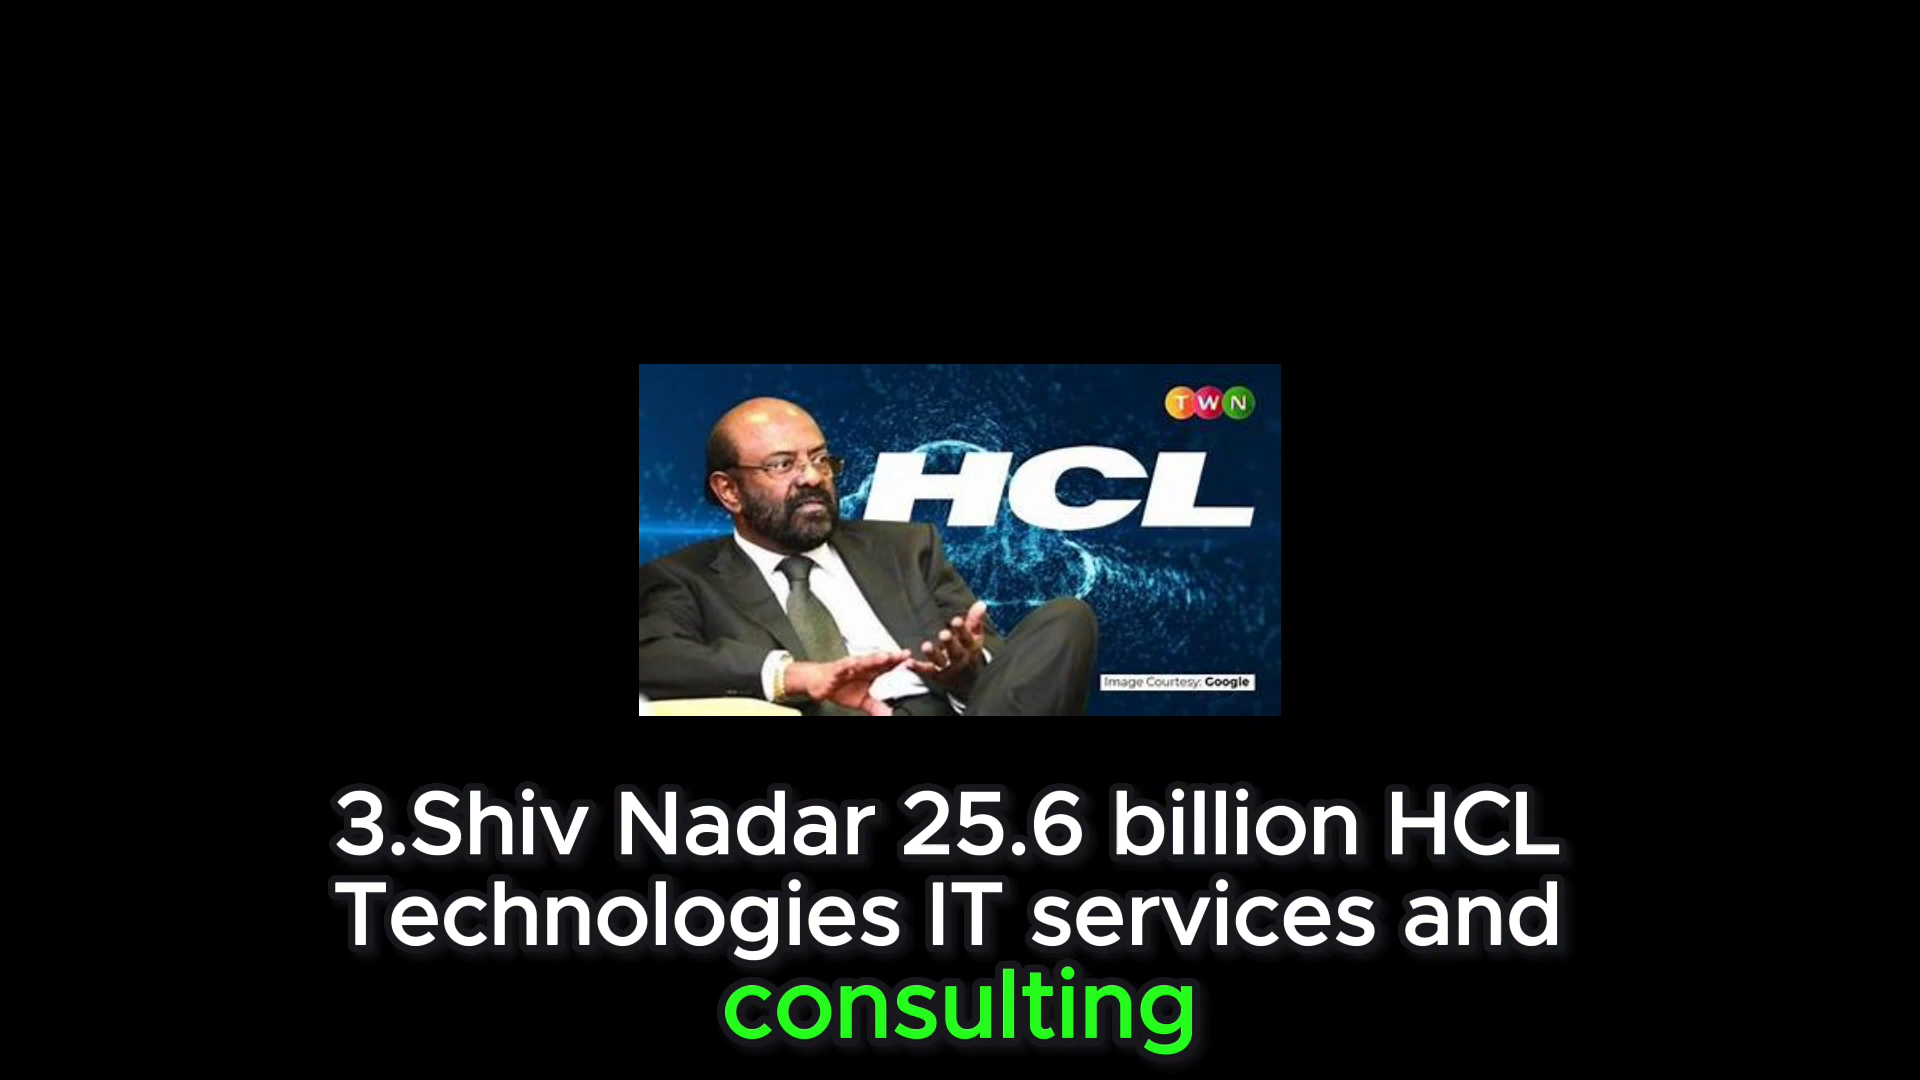 TWN
HCL
Image Courtesy: Google
3.Shiv Nadar 25.6 billion HCL
Technologies IT services and
consulting